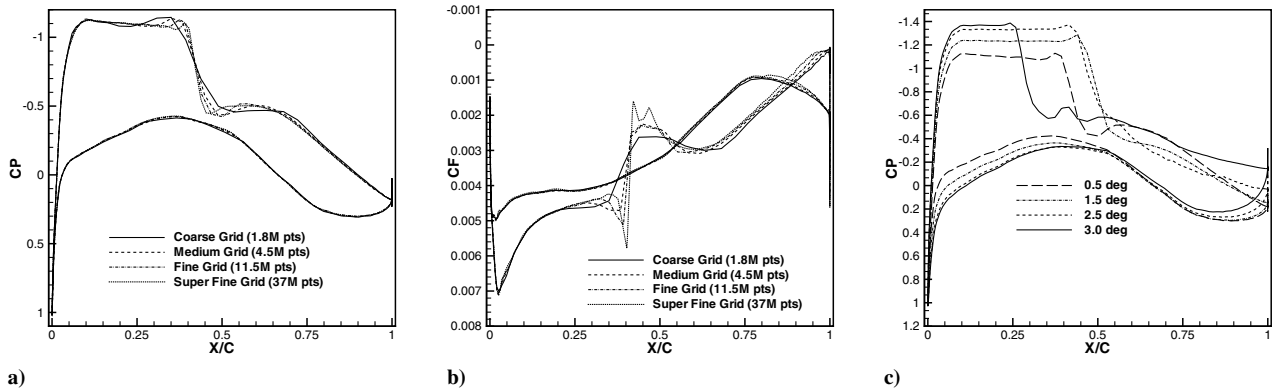 -1
-0.5
0
0.5
1
CP
0
0.25
0.5
0.75
1
X/C
Coarse Grid (1.8M pts)
Medium Grid (4.5M pts)
Fine Grid (11.5M pts)
Super Fine Grid (37M pts)
a)
-0.001
0
0.001
0.002
0.003
0.004
0.005
0.006
0.007
0.008
CF
0
0.25
0.5
0.75
1
X/C
Coarse Grid (1.8M pts)
Medium Grid (4.5M pts)
Fine Grid (11.5M pts)
Super Fine Grid (37M pts)
b)
-1.4
-1.2
-1
-0.8
-0.6
-0.4
-0.2
0
0.2
0.4
0.6
0.8
1
1.2
CP
0
0.25
0.5
0.75
1
X/C
0.5 deg
1.5 deg
2.5 deg
3.0 deg
c)